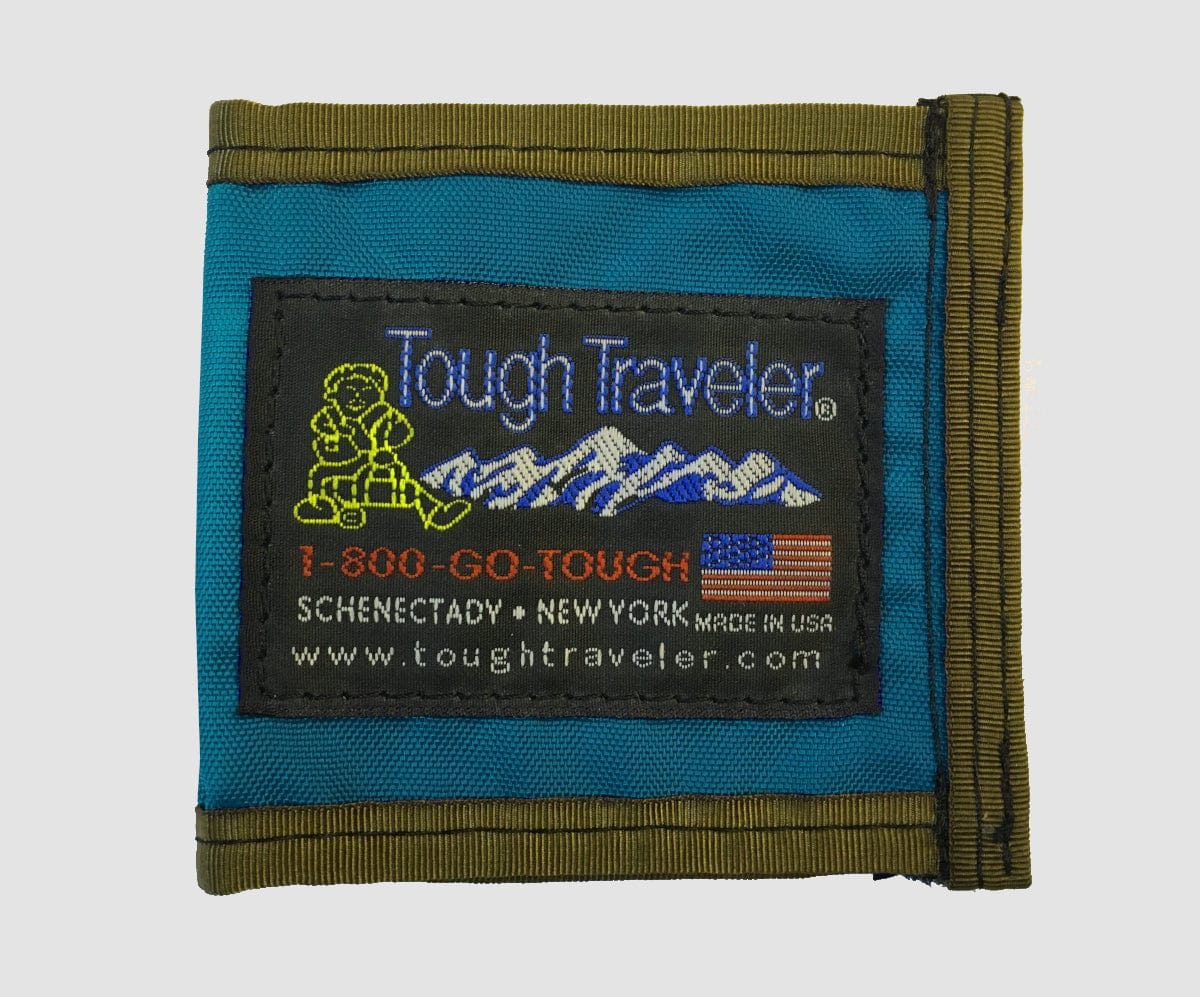 Tough Traveler®
1-800-GO-TOUGH
SCHENECTADY • NEW YORK
MADE IN USA
www.toughtraveler.com